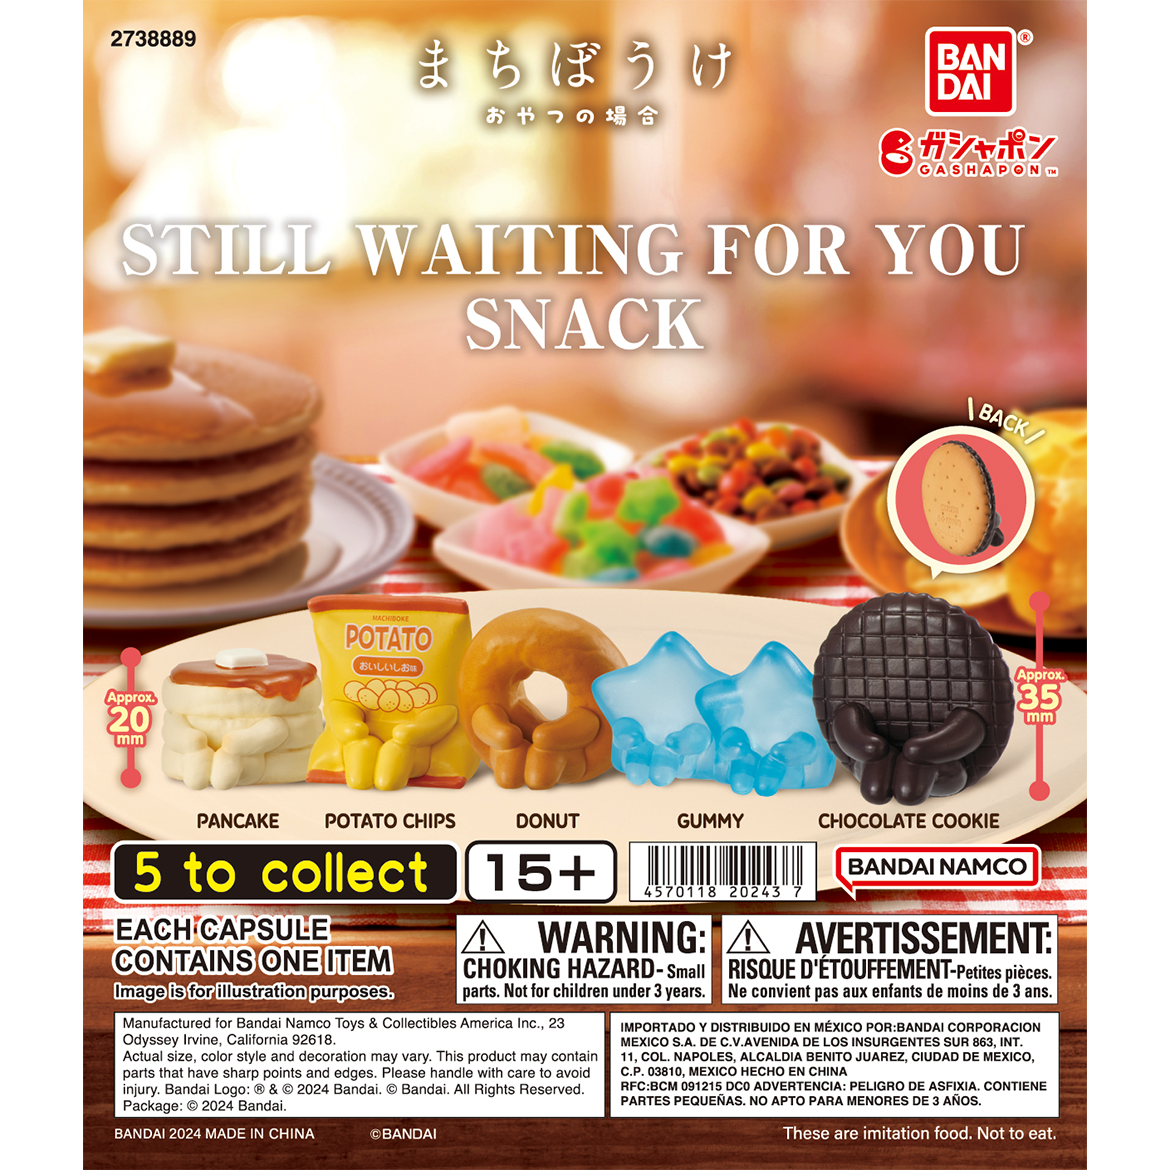 2738889
まちぼうけ
おやつの場合
BAN
DAI
®
ガシャポン
GASHAPON™
STILL WAITING FOR YOU
SNACK
\ BACK /
MACHIBOKE
POTATO
おいしいしお味
Approx.
20
mm
Approx.
35
mm
PANCAKE
POTATO CHIPS
DONUT
GUMMY
CHOCOLATE COOKIE
5 to collect
15+
4570118 20243 7
BANDAI NAMCO
EACH CAPSULE
CONTAINS ONE ITEM
Image is for illustration purposes.
WARNING:
CHOKING HAZARD- Small
parts. Not for children under 3 years.
AVERTISSEMENT:
RISQUE D'ÉTOUFFEMENT-Petites pièces.
Ne convient pas aux enfants de moins de 3 ans.
Manufactured for Bandai Namco Toys & Collectibles America Inc., 23
Odyssey Irvine, California 92618.
Actual size, color style and decoration may vary. This product may contain
parts that have sharp points and edges. Please handle with care to avoid
injury. Bandai Logo: ® & © 2024 Bandai. © Bandai. All Rights Reserved.
Package: © 2024 Bandai.
IMPORTADO Y DISTRIBUIDO EN MÉXICO POR:BANDAI CORPORACION
MEXICO S.A. DE C.V.AVENIDA DE LOS INSURGENTES SUR 863, INT.
11, COL. NAPOLES, ALCALDIA BENITO JUAREZ, CIUDAD DE MEXICO,
C.P. 03810, MEXICO HECHO EN CHINA
RFC:BCM 091215 DC0 ADVERTENCIA: PELIGRO DE ASFIXIA. CONTIENE
PARTES PEQUEÑAS. NO APTO PARA MENORES DE 3 AÑOS.
BANDAI 2024 MADE IN CHINA
©BANDAI
These are imitation food. Not to eat.